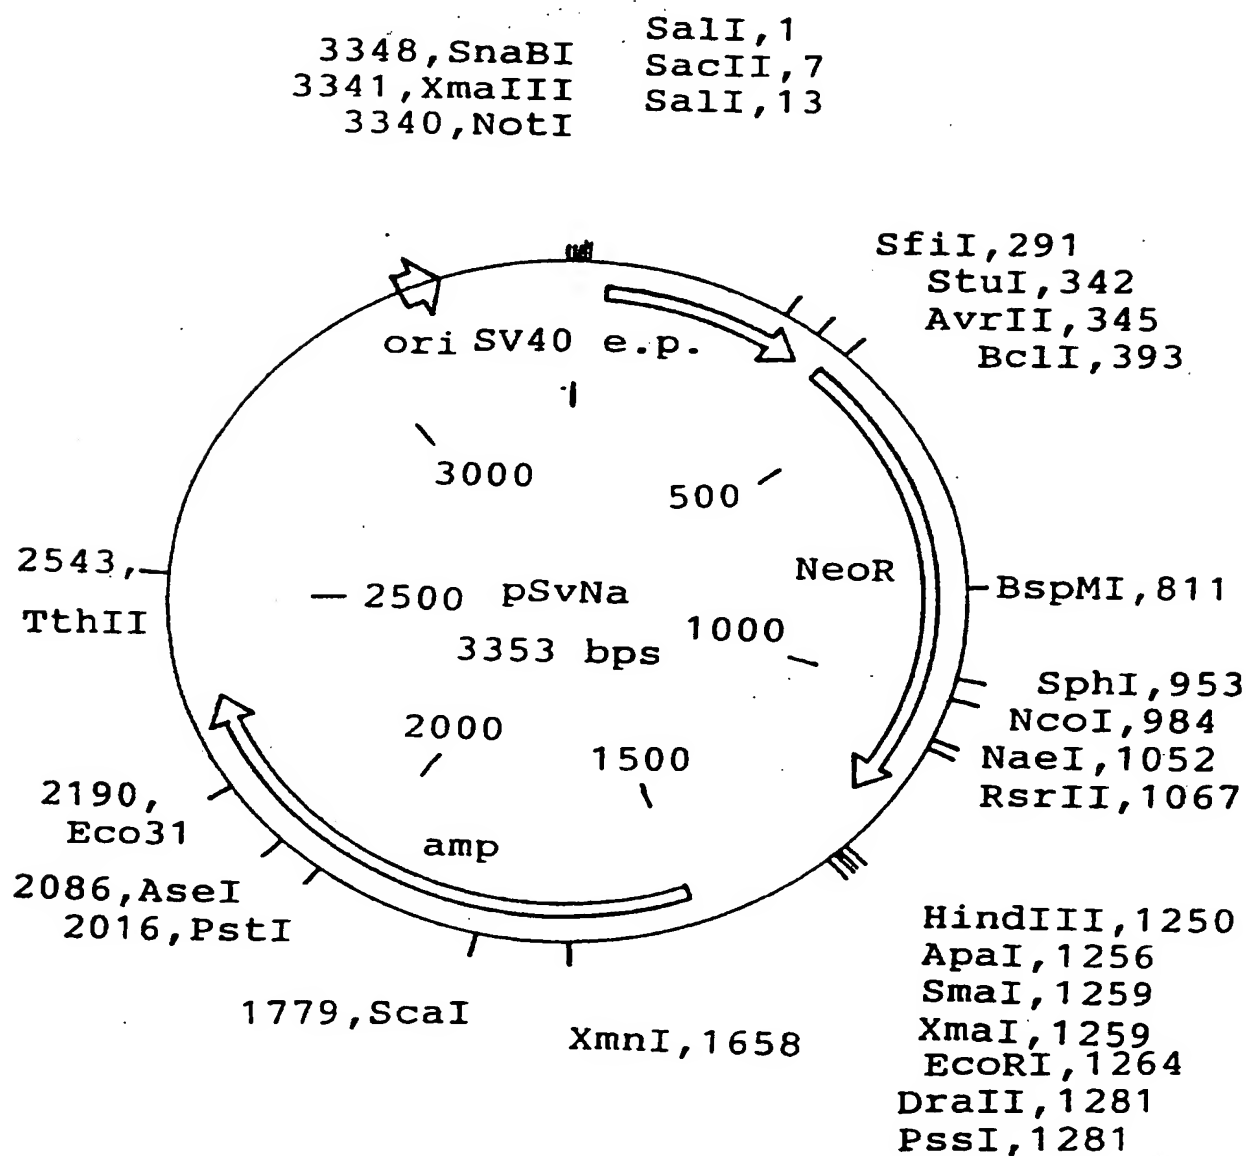 3348,SnaBI
3341,XmaIII
3340,NotI
SalI,1
SacII,7
SalI,13
SfiI,291
StuI,342
AvrII,345
BclI,393
ori SV40 e.p.
3000
500
NeoR
2543,
TthII
2500
pSvNa
3353 bps
1000
BspMI,811
SphI,953
NcoI,984
NaeI,1052
RsrII,1067
2000
1500
amp
2190,
Eco31
2086,AseI
2016,PstI
1779,ScaI
XmnI,1658
HindIII,1250
ApaI,1256
SmaI,1259
XmaI,1259
EcoRI,1264
DraII,1281
PssI,1281